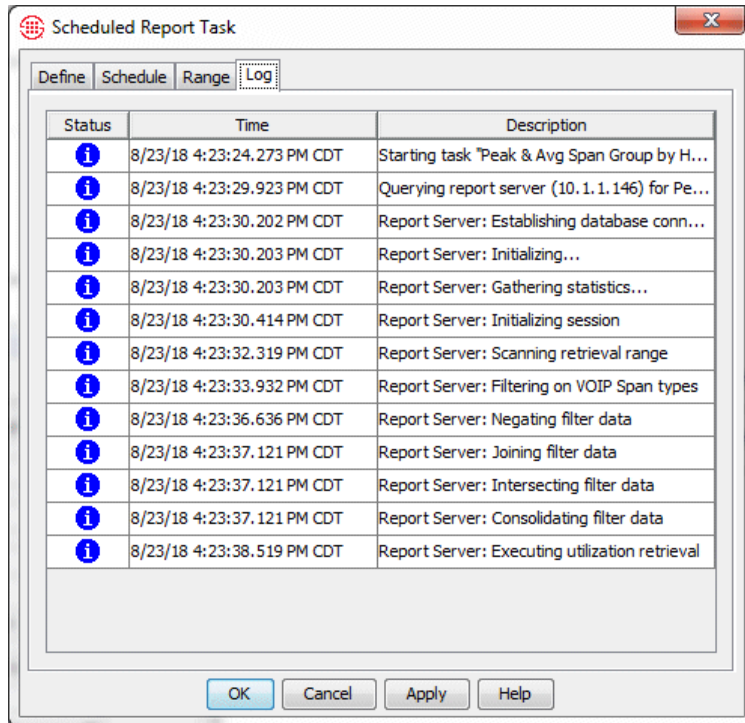 Scheduled Report Task
Define Schedule Range Log
Status Time Description
8/23/18 4:23:24.273 PM CDT Starting task "Peak & Avg Span Group by H...
8/23/18 4:23:29.923 PM CDT Querying report server (10.1.1.146) for Pe...
8/23/18 4:23:30.202 PM CDT Report Server: Establishing database conn...
8/23/18 4:23:30.203 PM CDT Report Server: Initializing...
8/23/18 4:23:30.203 PM CDT Report Server: Gathering statistics...
8/23/18 4:23:30.414 PM CDT Report Server: Initializing session
8/23/18 4:23:32.319 PM CDT Report Server: Scanning retrieval range
8/23/18 4:23:33.932 PM CDT Report Server: Filtering on VOIP Span types
8/23/18 4:23:36.636 PM CDT Report Server: Negating filter data
8/23/18 4:23:37.121 PM CDT Report Server: Joining filter data
8/23/18 4:23:37.121 PM CDT Report Server: Intersecting filter data
8/23/18 4:23:37.121 PM CDT Report Server: Consolidating filter data
8/23/18 4:23:38.519 PM CDT Report Server: Executing utilization retrieval
OK Cancel Apply Help